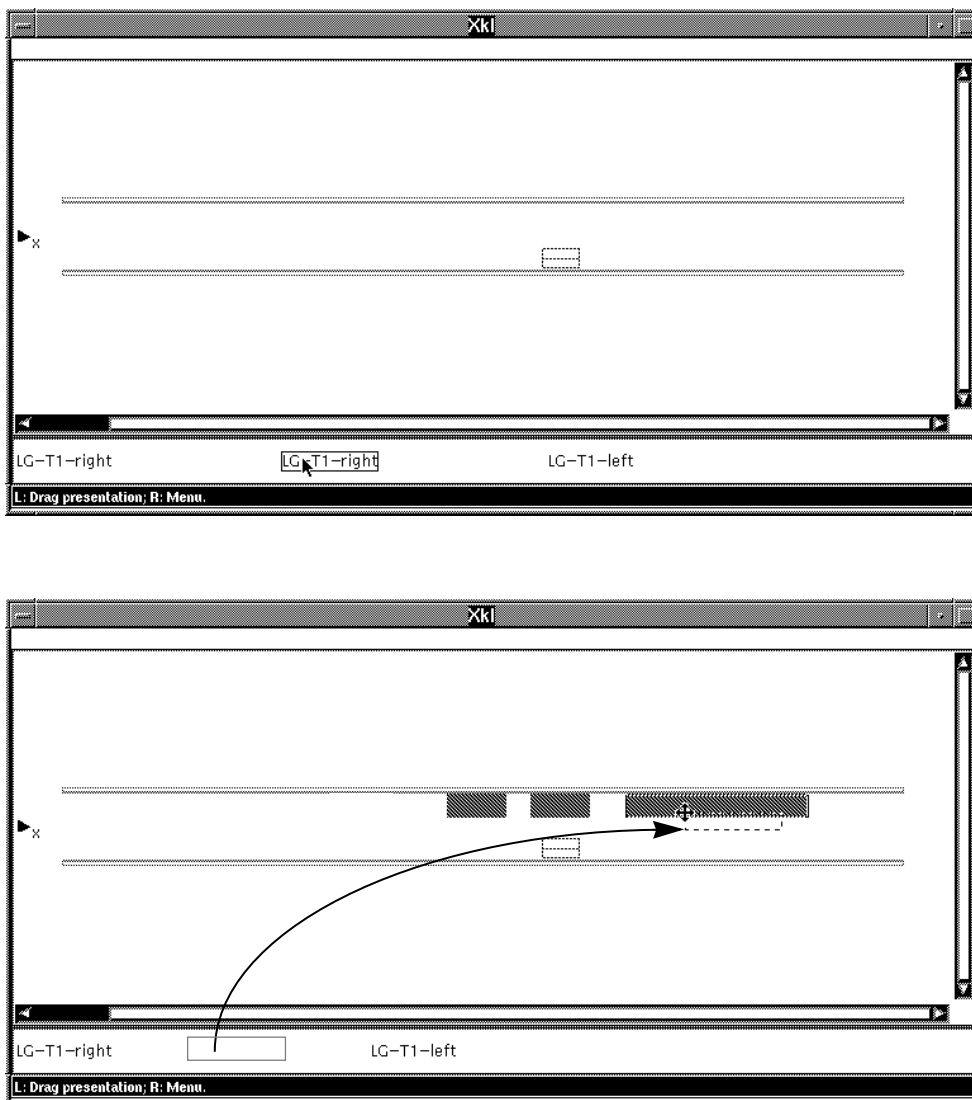 Xkl
x
LG-T1-right LG-T1-right LG-T1-left
L: Drag presentation; R: Menu.
Xkl
x
LG-T1-right LG-T1-left
L: Drag presentation; R: Menu.